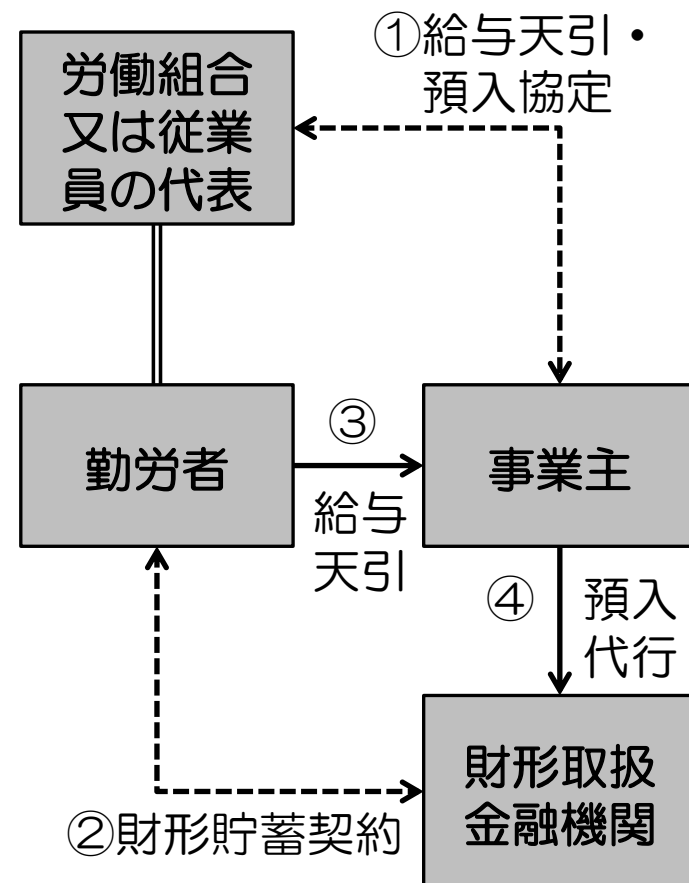 ①給与天引・
預入協定
労働組合
又は従業
員の代表
勤労者
③
給与
天引
事業主
④
預入
代行
②財形貯蓄契約
財形取扱
金融機関